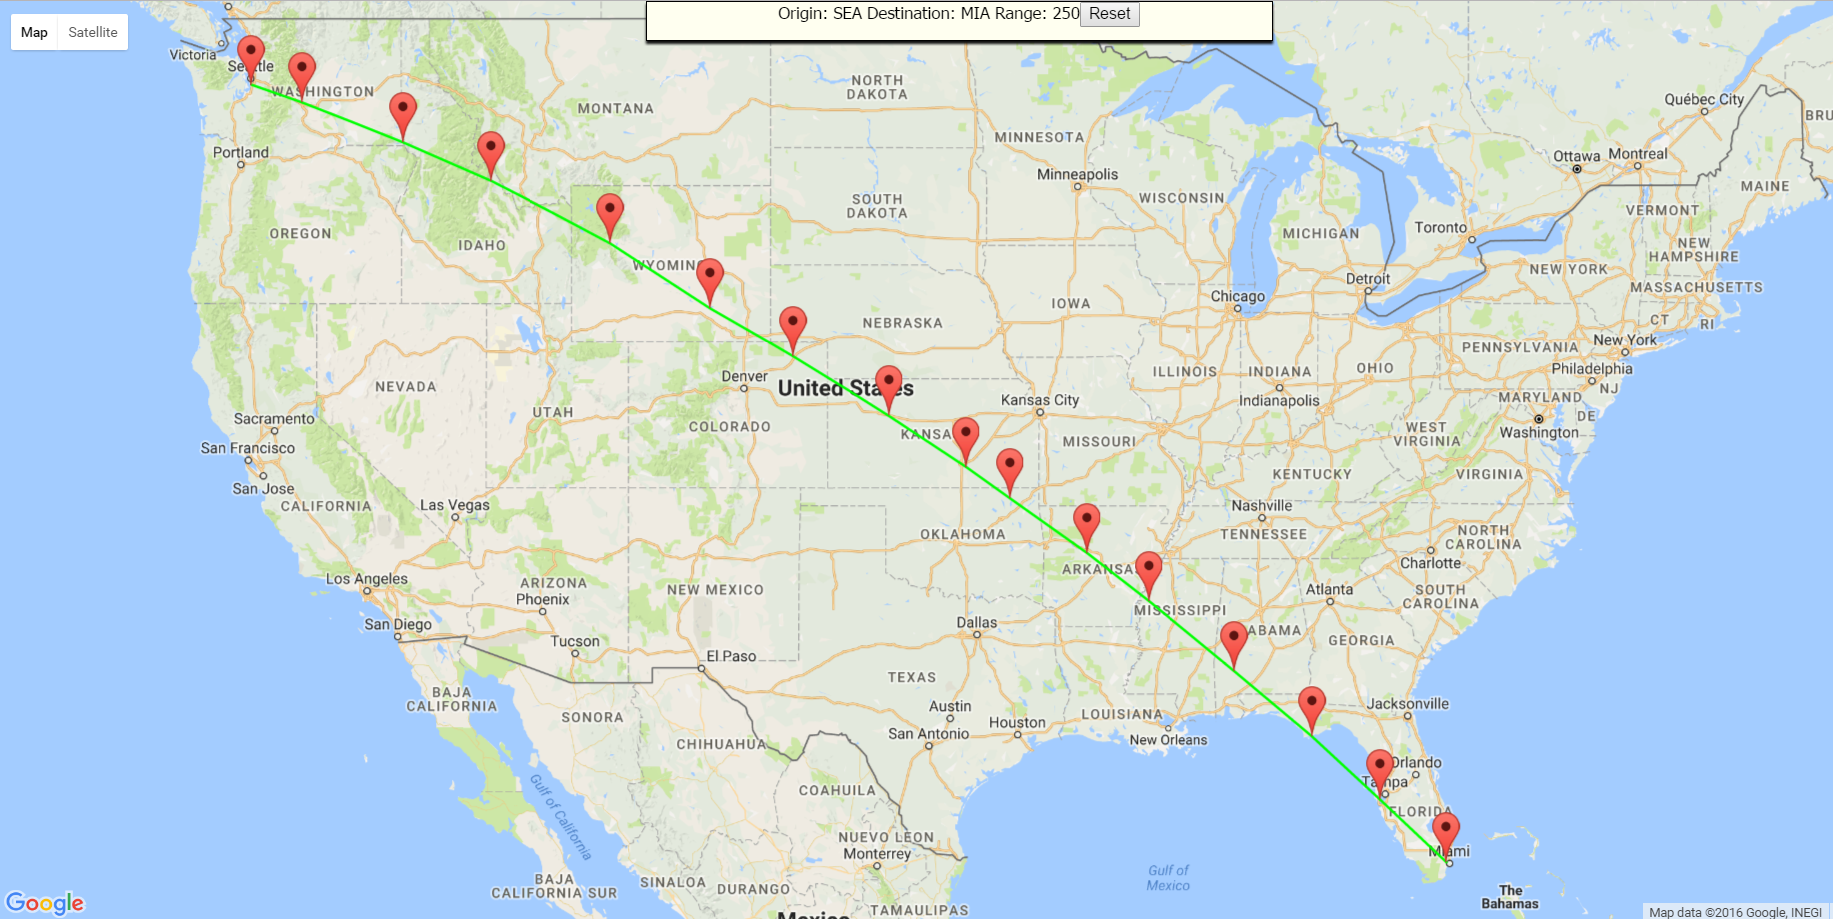 Origin: SEA Destination: MIA Range: 250 Reset
Map Satellite
Victoria
Seattle
WASHINGTON
MONTANA
NORTH
DAKOTA
MINNESOTA
Québec City
Portland
Minneapolis
Ottawa
Montreal
MAINE
SOUTH
DAKOTA
WISCONSIN
VERMONT
OREGON
IDAHO
MICHIGAN
Toronto
NEW
HAMPSHIRE
WYOMING
Detroit
NEW YORK
MASSACHUSETTS
Chicago
IOWA
CT
RI
NEBRASKA
PENNSYLVANIA
New York
Philadelphia
NJ
NEVADA
Denver
United States
ILLINOIS
INDIANA
OHIO
Indianapolis
MARYLAND
DE
Sacramento
UTAH
COLORADO
Kansas City
KANSAS
MISSOURI
WEST
VIRGINIA
Washington
San Francisco
San Jose
CALIFORNIA
KENTUCKY
VIRGINIA
Las Vegas
Nashville
OKLAHOMA
TENNESSEE
NORTH
CAROLINA
Charlotte
Los Angeles
ARIZONA
Phoenix
NEW MEXICO
ARKANSAS
MISSISSIPPI
Atlanta
SOUTH
CAROLINA
San Diego
Tucson
Dallas
ABAMA
GEORGIA
El Paso
TEXAS
BAJA
CALIFORNIA
SONORA
Austin
Houston
LOUISIANA
Jacksonville
San Antonio
New Orleans
CHIHUAHUA
Orlando
Tampa
FLORIDA
Gulf of California
COAHUILA
NUEVO LEON
Monterrey
Miami
Gulf of
Mexico
BAJA
CALIFORNIA SUR
SINALOA
DURANGO
The
Bahamas
TAMAULIPAS
Mexico
Google
Map data ©2016 Google, INEGI